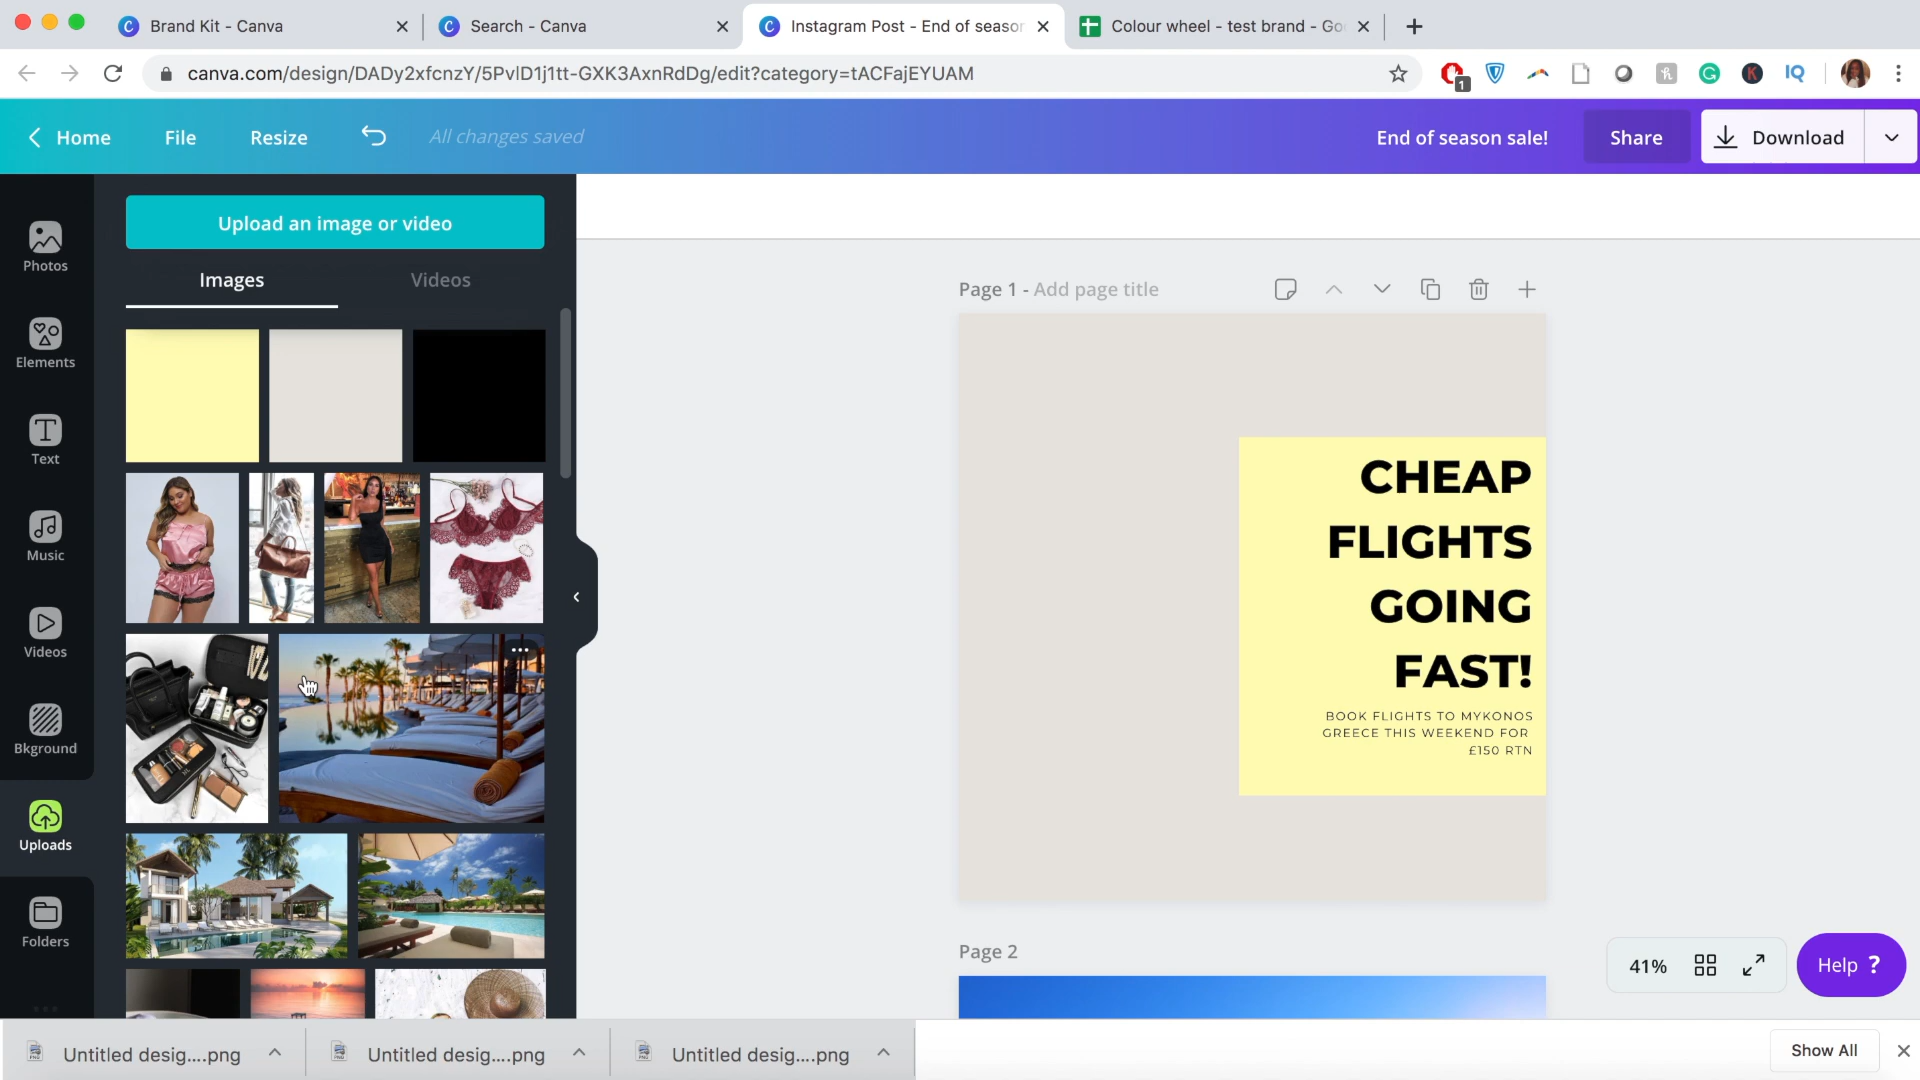 Brand Kit - Canva
Search - Canva
Instagram Post - End of season
Colour wheel - test brand - Go
canva.com/design/DADy2xfcnzY/5PvlD1j1tt-GXK3AxnRdDg/edit?category=tACFajEYUAM
1
IQ
Home
File
Resize
All changes saved
End of season sale!
Share
Download
Photos
Elements
Text
Music
Videos
Bkground
Uploads
Folders
Upload an image or video
Images
Videos
Page 1 - Add page title
CHEAP
FLIGHTS
GOING
FAST!
BOOK FLIGHTS TO MYKONOS
GREECE THIS WEEKEND FOR
£150 RTN
Page 2
41%
Help ?
Untitled desig....png
Untitled desig....png
Untitled desig....png
Show All